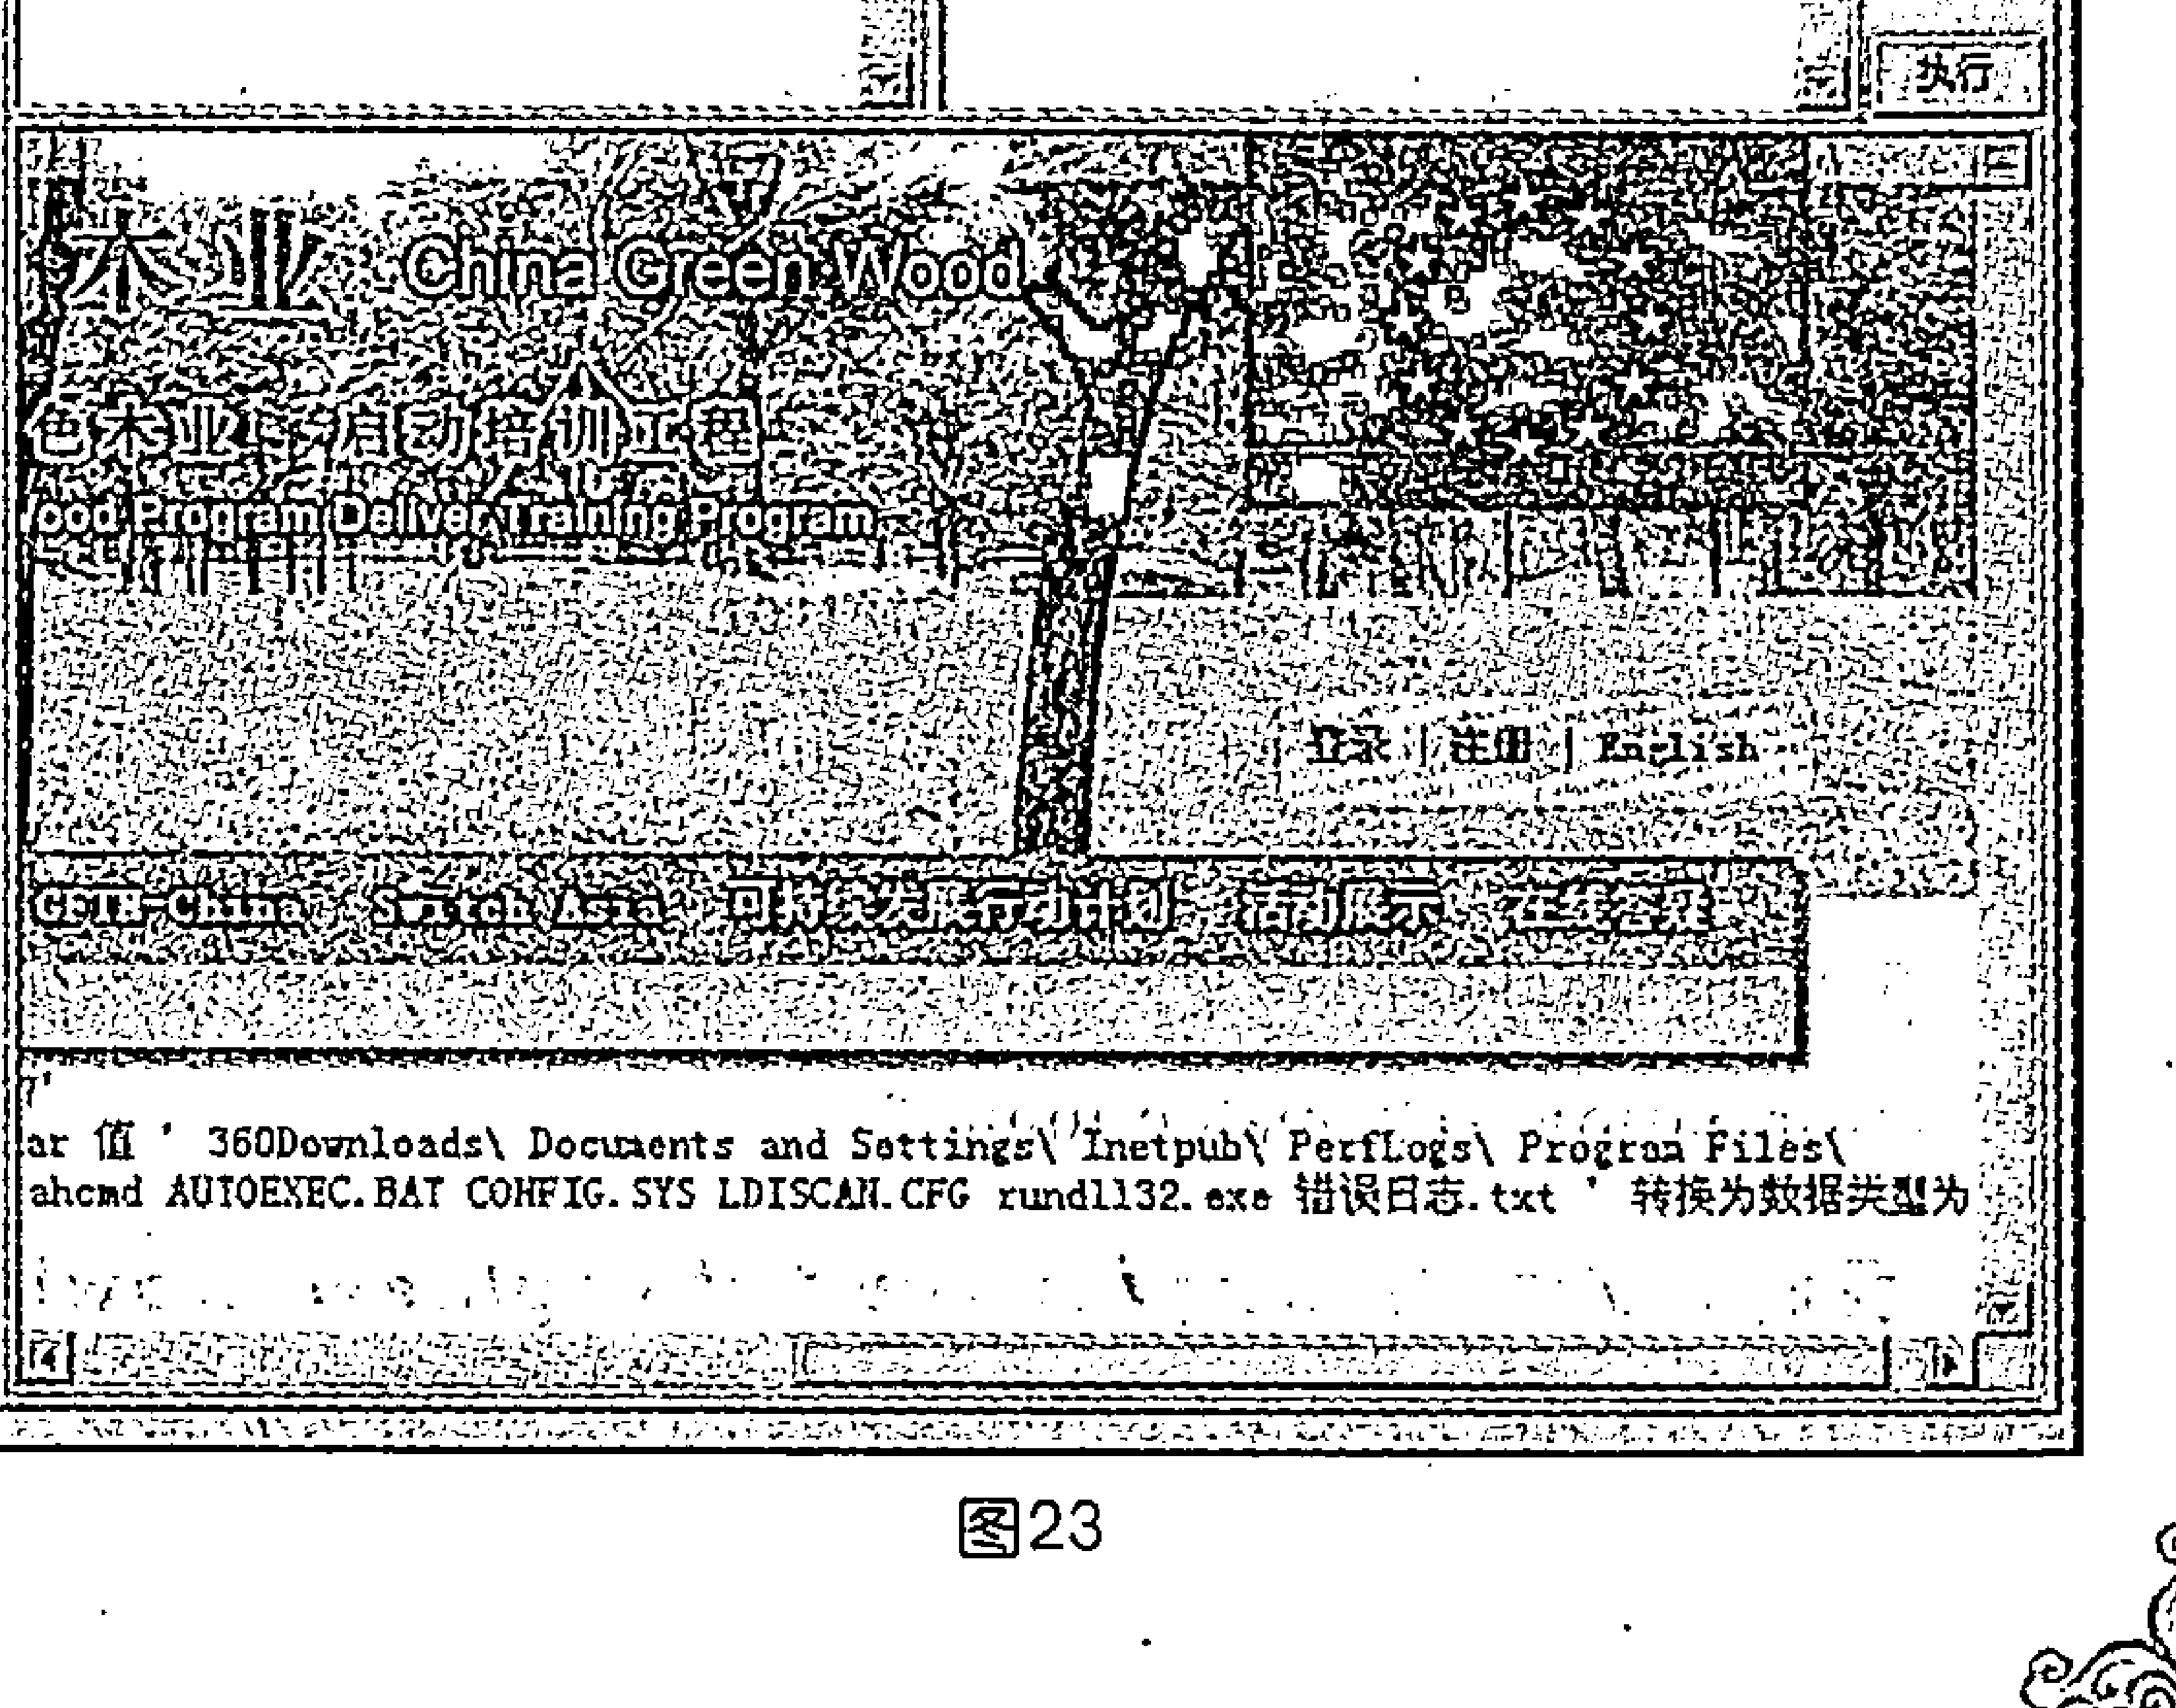 执行
木业 China Green Wood
色木业 启动培训工程
ood Program Deliver Training Program
登录 | 注册 | English
GETH-China Switch Asia 可持续发展行动计划 活动展示 在线答疑
7'
ar 值 ' 360Downloads\ Documents and Settings\ Inetpub\ PerfLogs\ Program Files\
ahcmd AUTOEXEC.BAT CONFIG.SYS LDISCAN.CFG rundll32.exe 错误日志.txt ' 转换为数据类型为
图23